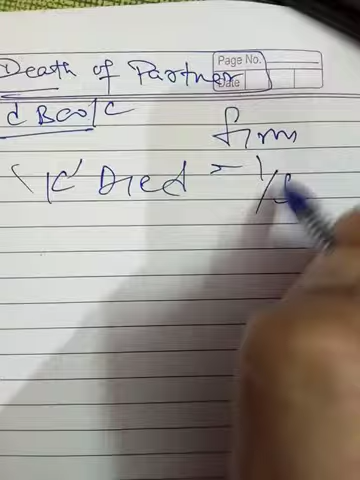 Page No.
Death of Partner
Date
firm
'K' Died = 1/